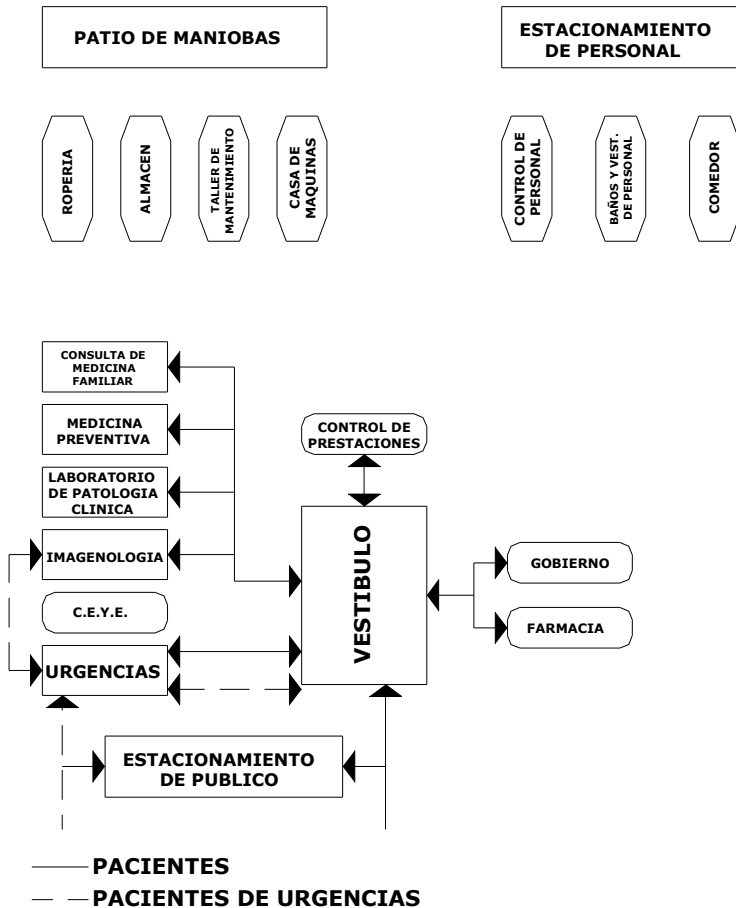 PATIO DE MANIOBAS
ESTACIONAMIENTO
DE PERSONAL
ROPERIA
ALMACEN
TALLER DE
MANTENIMIENTO
CASA DE
MAQUINAS
CONTROL DE
PERSONAL
BAÑOS Y VEST.
DE PERSONAL
COMEDOR
CONSULTA DE
MEDICINA
FAMILIAR
MEDICINA
PREVENTIVA
LABORATORIO
DE PATOLOGIA
CLINICA
IMAGENOLOGIA
C.E.Y.E.
URGENCIAS
CONTROL DE
PRESTACIONES
VESTIBULO
GOBIERNO
FARMACIA
ESTACIONAMIENTO
DE PUBLICO
PACIENTES
PACIENTES DE URGENCIAS